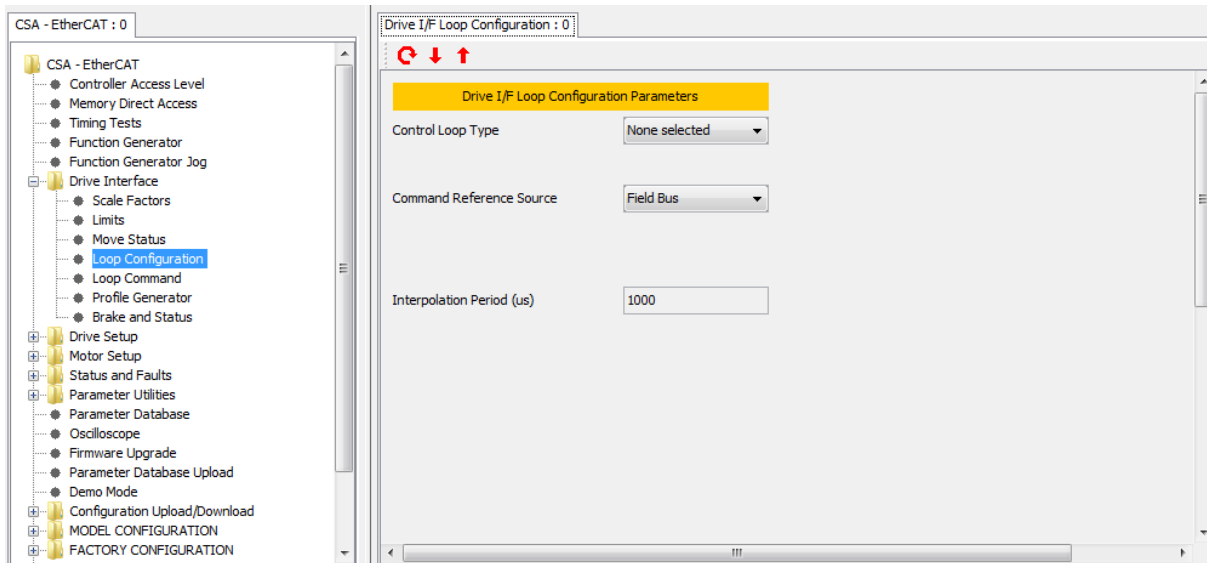 CSA - EtherCAT : 0
CSA - EtherCAT
Controller Access Level
Memory Direct Access
Timing Tests
Function Generator
Function Generator Jog
Drive Interface
Scale Factors
Limits
Move Status
Loop Configuration
Loop Command
Profile Generator
Brake and Status
Drive Setup
Motor Setup
Status and Faults
Parameter Utilities
Parameter Database
Oscilloscope
Firmware Upgrade
Parameter Database Upload
Demo Mode
Configuration Upload/Download
MODEL CONFIGURATION
FACTORY CONFIGURATION
Drive I/F Loop Configuration : 0
Drive I/F Loop Configuration Parameters
Control Loop Type None selected
Command Reference Source Field Bus
Interpolation Period (us) 1000